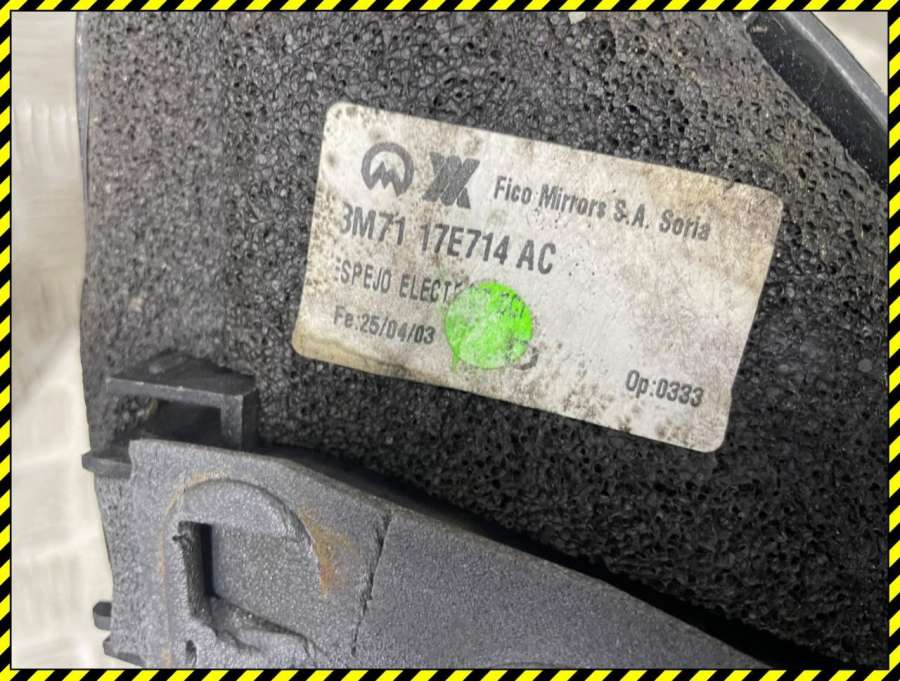 Fico Mirrors S.A. Soria
3M71 17E714 AC
ESPEJO
Fe:25/04/03
Op:0333